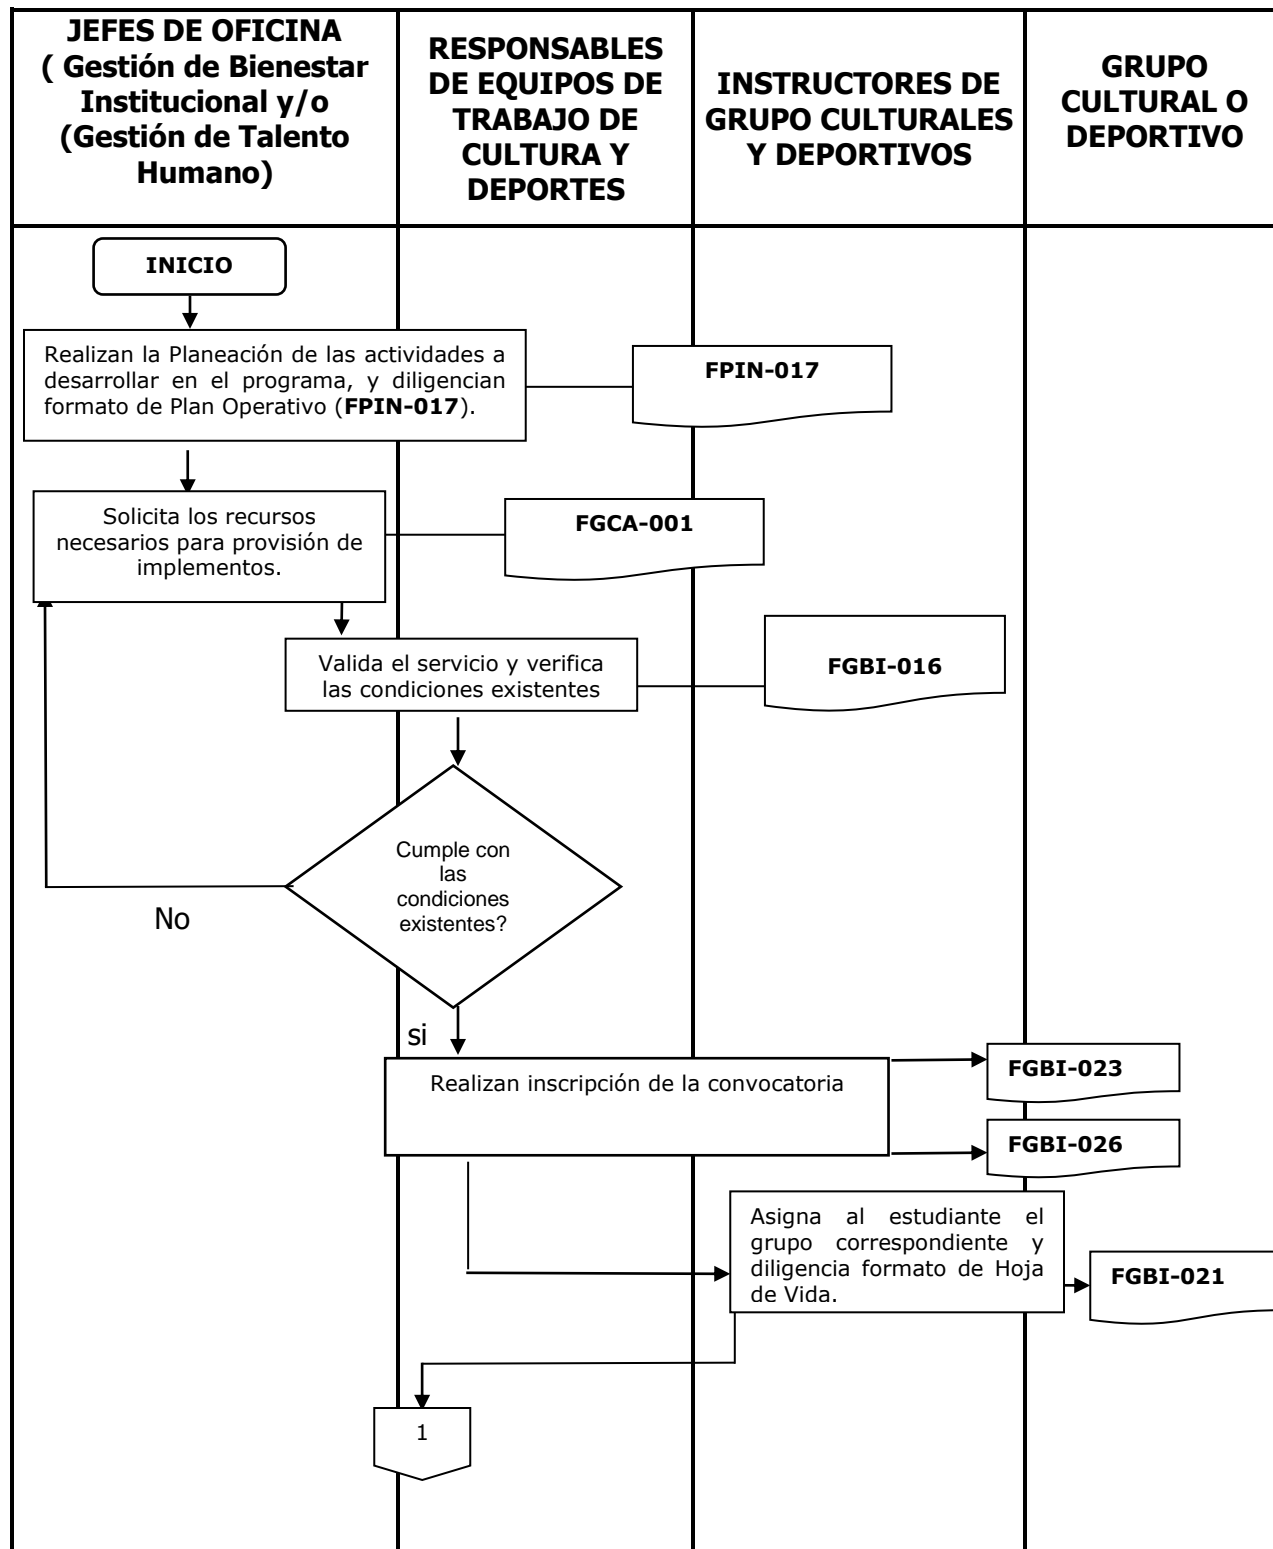 JEFES DE OFICINA
( Gestión de Bienestar
Institucional y/o
(Gestión de Talento
Humano)
RESPONSABLES
DE EQUIPOS DE
TRABAJO DE
CULTURA Y
DEPORTES
INSTRUCTORES DE
GRUPO CULTURALES
Y DEPORTIVOS
GRUPO
CULTURAL O
DEPORTIVO
INICIO
Realizan la Planeación de las actividades a
desarrollar en el programa, y diligencian
formato de Plan Operativo (FPIN-017).
FPIN-017
Solicita los recursos
necesarios para provisión de
implementos.
FGCA-001
Valida el servicio y verifica
las condiciones existentes
FGBI-016
Cumple con
las
condiciones
existentes?
No
si
Realizan inscripción de la convocatoria
FGBI-023
FGBI-026
Asigna al estudiante el
grupo correspondiente y
diligencia formato de Hoja
de Vida.
FGBI-021
1